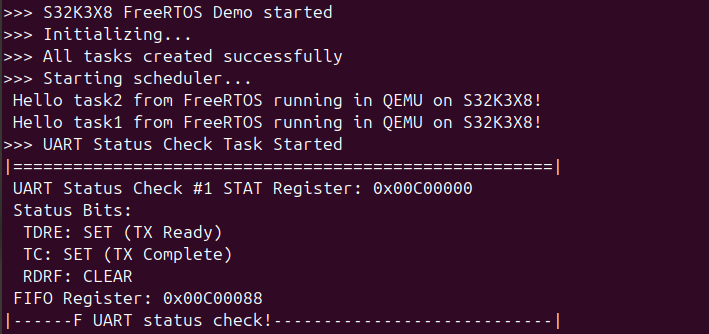 >>> S32K3X8 FreeRTOS Demo started
>>> Initializing...
>>> All tasks created successfully
>>> Starting scheduler...
Hello task2 from FreeRTOS running in QEMU on S32K3X8!
Hello task1 from FreeRTOS running in QEMU on S32K3X8!
>>> UART Status Check Task Started
|======================================================|
UART Status Check #1 STAT Register: 0x00C00000
Status Bits:
TDRE: SET (TX Ready)
TC: SET (TX Complete)
RDRF: CLEAR
FIFO Register: 0x00C00088
|------F UART status check!----------------------------|